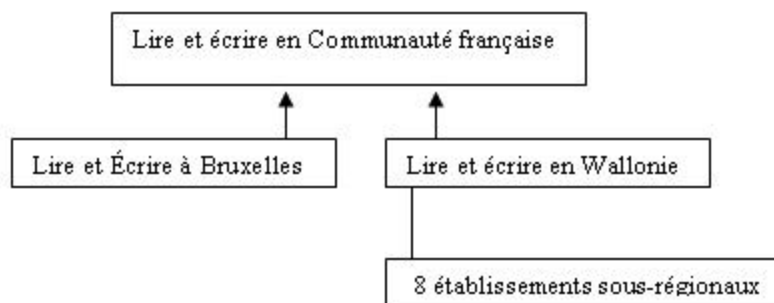 Lire et écrire en Communauté française
Lire et Écrire à Bruxelles
Lire et écrire en Wallonie
8 établissements sous-régionaux